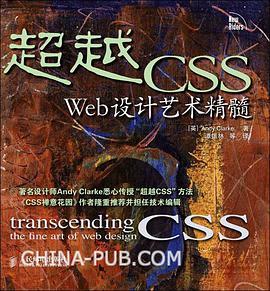 New
Riders
超越CSS
Web设计艺术精髓
[英] Andy Clarke 著
等 译
著名设计师Andy Clarke悉心传授“超越CSS”方法
《CSS禅意花园》作者隆重推荐并担任技术编辑
transcending CSS
the fine art of web design
CHINA-PUB.COM